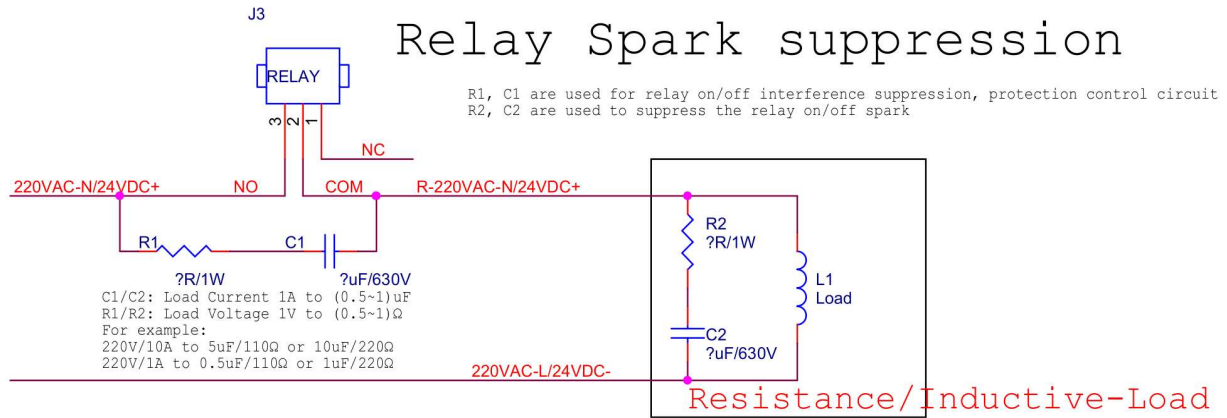 J3
Relay Spark suppression
RELAY
R1, C1 are used for relay on/off interference suppression, protection control circuit
R2, C2 are used to suppress the relay on/off spark
3 2 1
NC
220VAC-N/24VDC+ NO COM R-220VAC-N/24VDC+
R2
?R/1W
R1 C1
?R/1W ?uF/630V
L1
Load
C1/C2: Load Current 1A to (0.5~1)uF
R1/R2: Load Voltage 1V to (0.5~1)Ω
For example:
220V/10A to 5uF/110Ω or 10uF/220Ω
220V/1A to 0.5uF/110Ω or 1uF/220Ω
C2
?uF/630V
220VAC-L/24VDC-
Resistance/Inductive-Load